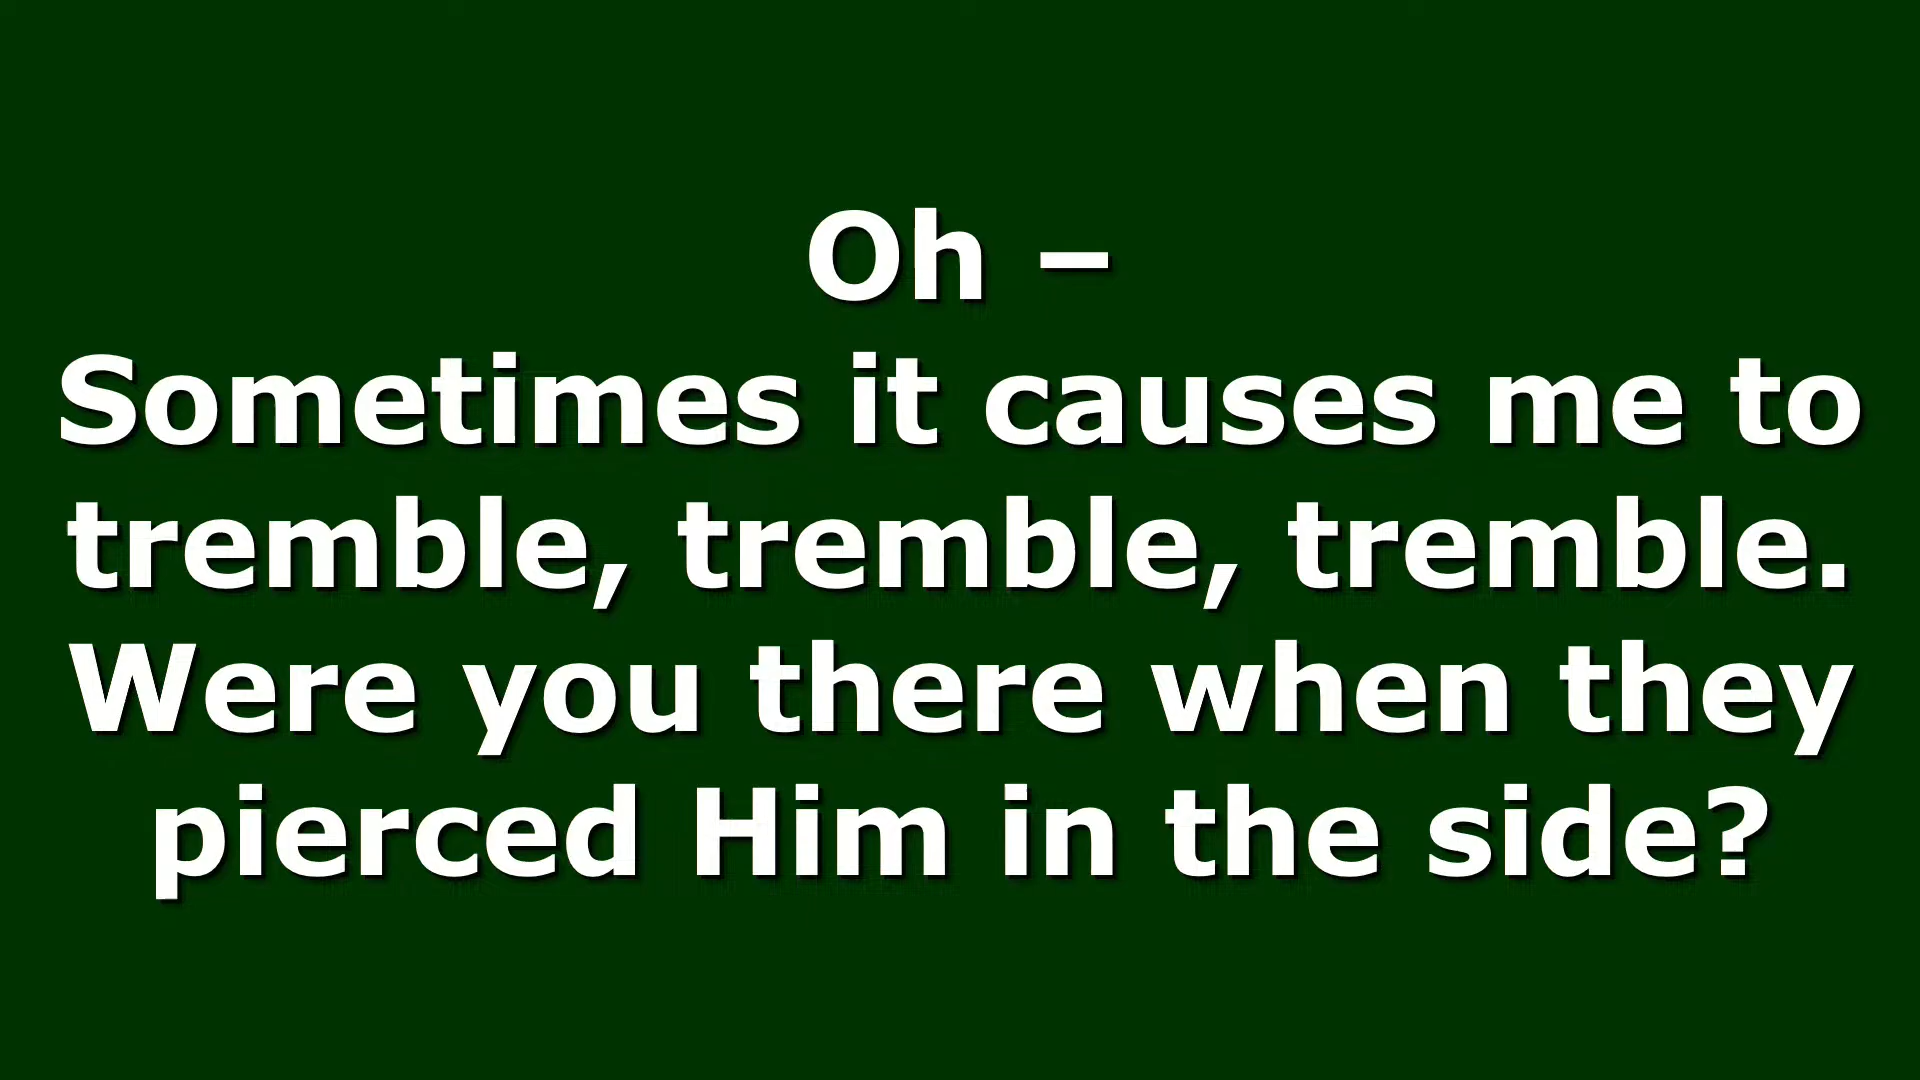 Oh –
Sometimes it causes me to
tremble, tremble, tremble.
Were you there when they
pierced Him in the side?